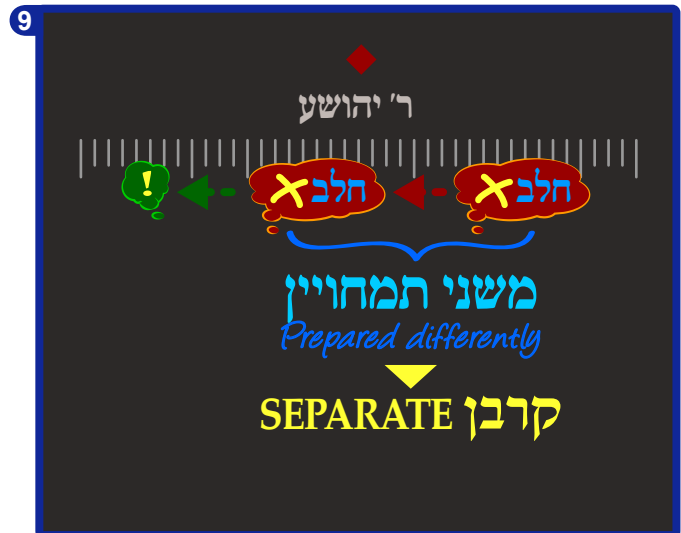 9
ר' יהושע
חלב חלב !
משני תמחויין
Prepared differently
SEPARATE קרבן